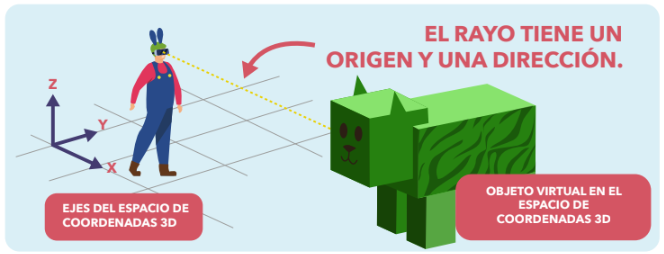 EL RAYO TIENE UN
ORIGEN Y UNA DIRECCIÓN.
Z
Y
X
EJES DEL ESPACIO DE
COORDENADAS 3D
OBJETO VIRTUAL EN EL
ESPACIO DE
COORDENADAS 3D